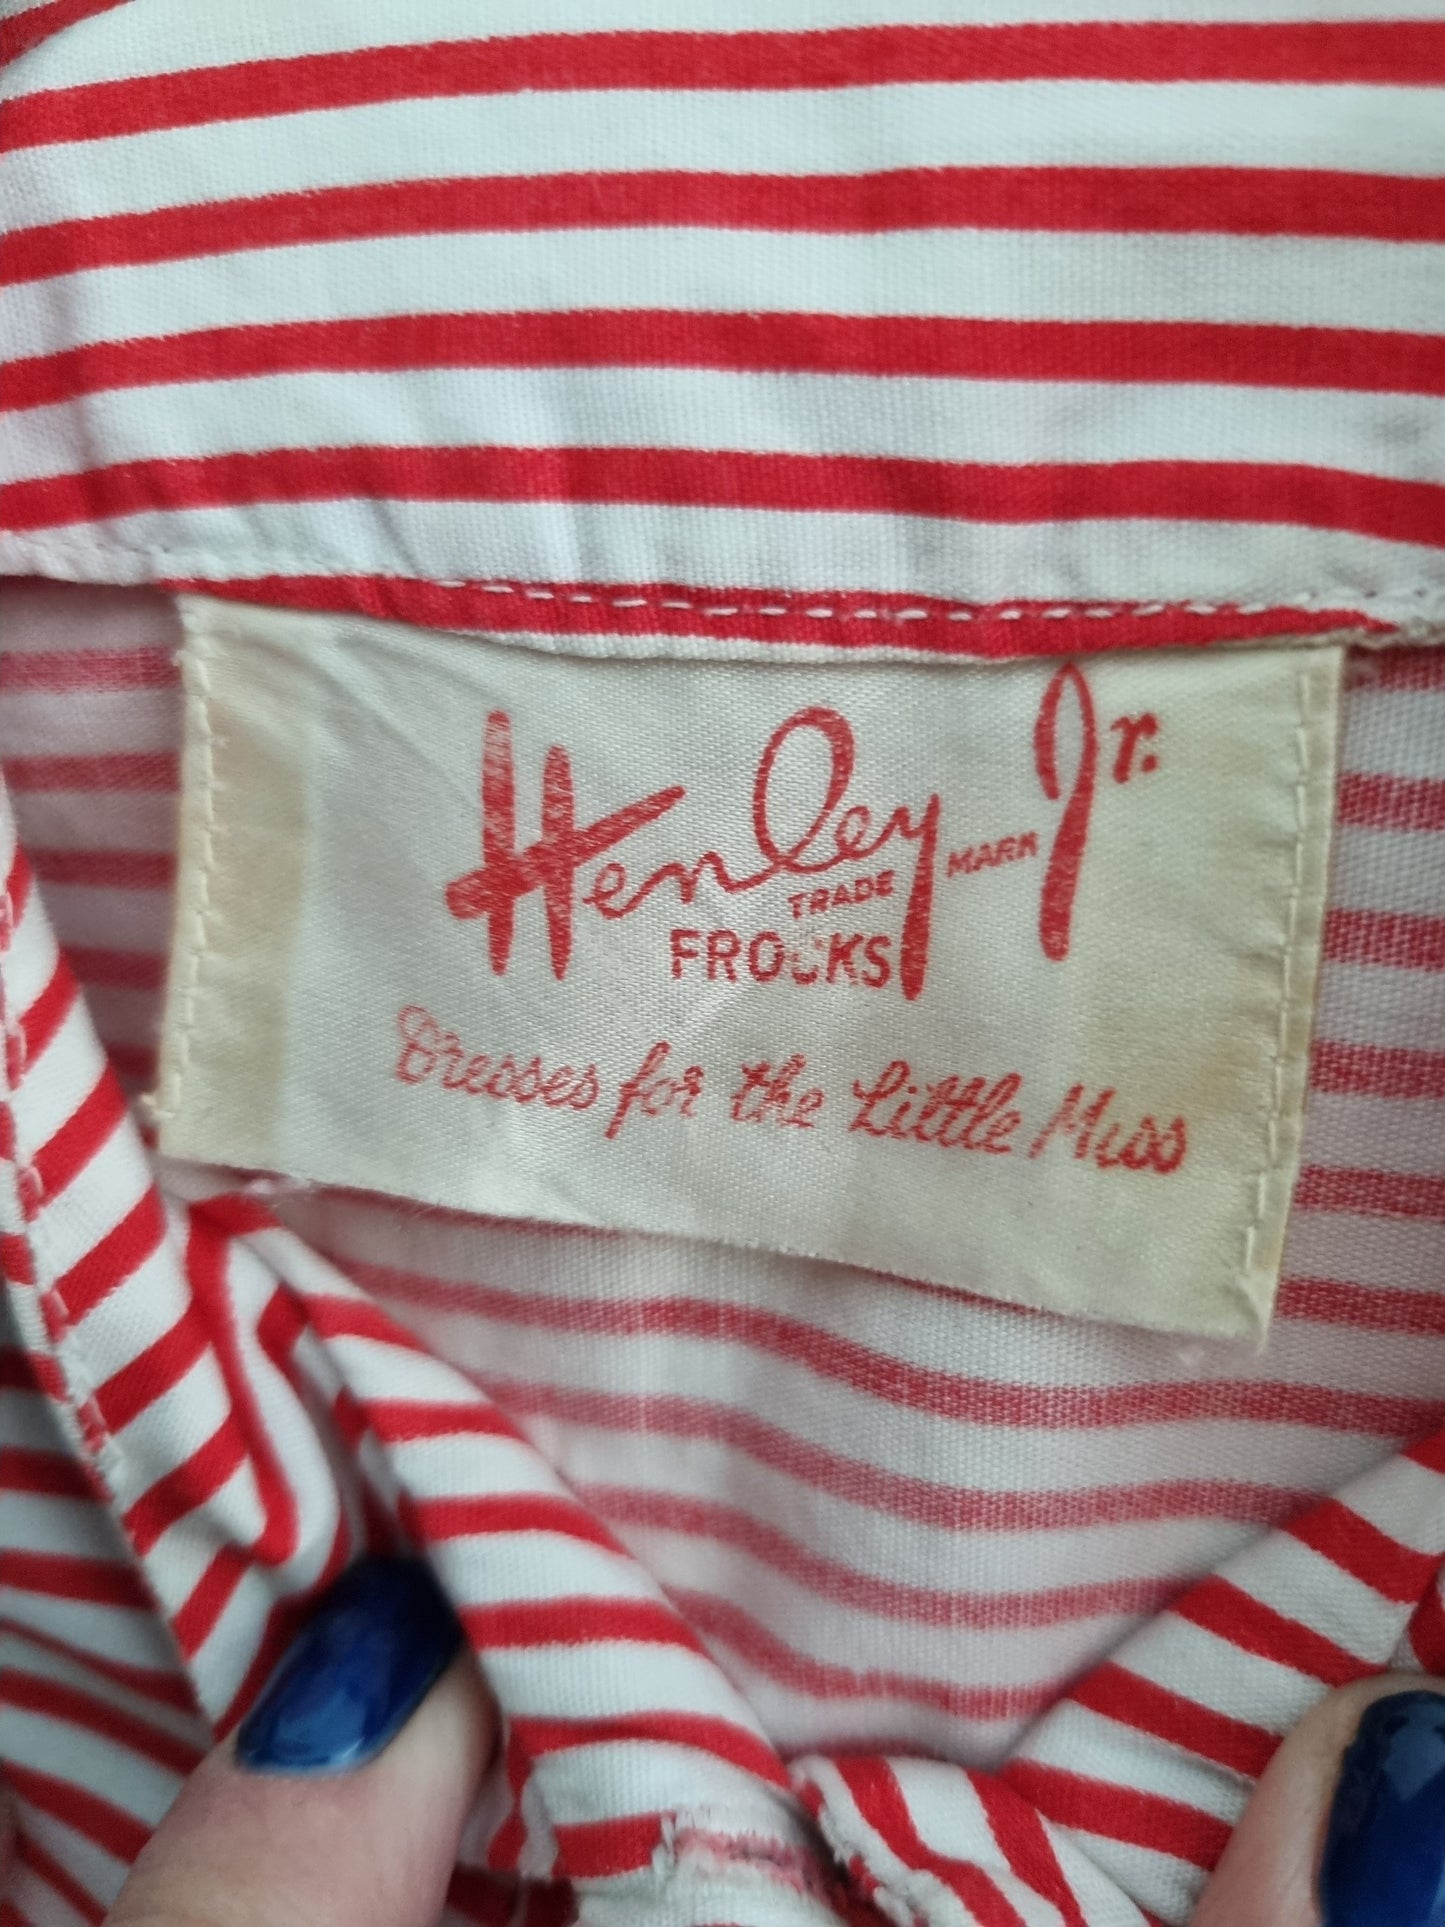 Henley Jr.
TRADE MARK
FROCKS
Dresses for the Little Miss